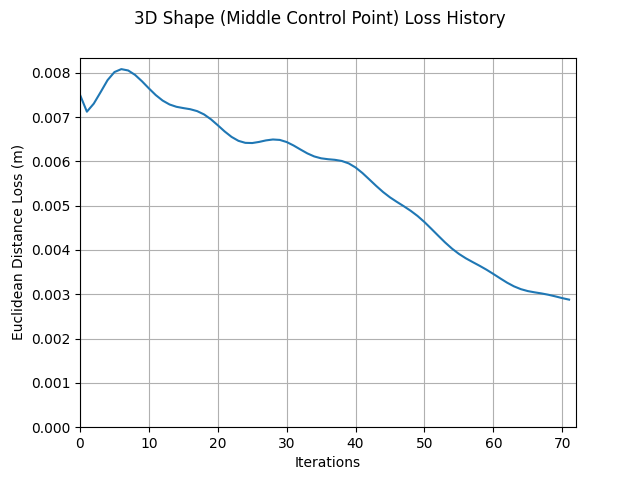 3D Shape (Middle Control Point) Loss History
0.008
0.007
0.006
0.005
0.004
0.003
0.002
0.001
0.000
Euclidean Distance Loss (m)
0 10 20 30 40 50 60 70
Iterations